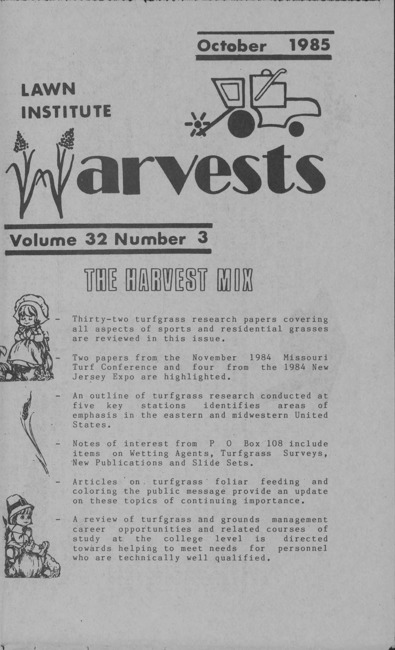 October 1985
LAWN
INSTITUTE
Harvests
Volume 32 Number 3
THE HARVEST MIX
- Thirty-two turfgrass research papers covering
all aspects of sports and residential grasses
are reviewed in this issue.
- Two papers from the November 1984 Missouri
Turf Conference and four from the 1984 New
Jersey Expo are highlighted.
- An outline of turfgrass research conducted at
five key stations identifies areas of
emphasis in the eastern and midwestern United
States.
- Notes of interest from P O Box 108 include
items on Wetting Agents, Turfgrass Surveys,
New Publications and Slide Sets.
- Articles on turfgrass foliar feeding and
coloring the public message provide an update
on these topics of continuing importance.
- A review of turfgrass and grounds management
career opportunities and related courses of
study at the college level is directed
towards helping to meet needs for personnel
who are technically well qualified.